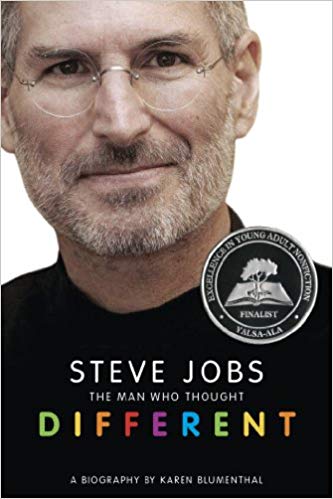 EXCELLENCE IN YOUNG ADULT NONFICTION
FINALIST
YALSA-ALA
STEVE JOBS
THE MAN WHO THOUGHT
DIFFERENT
A BIOGRAPHY BY KAREN BLUMENTHAL